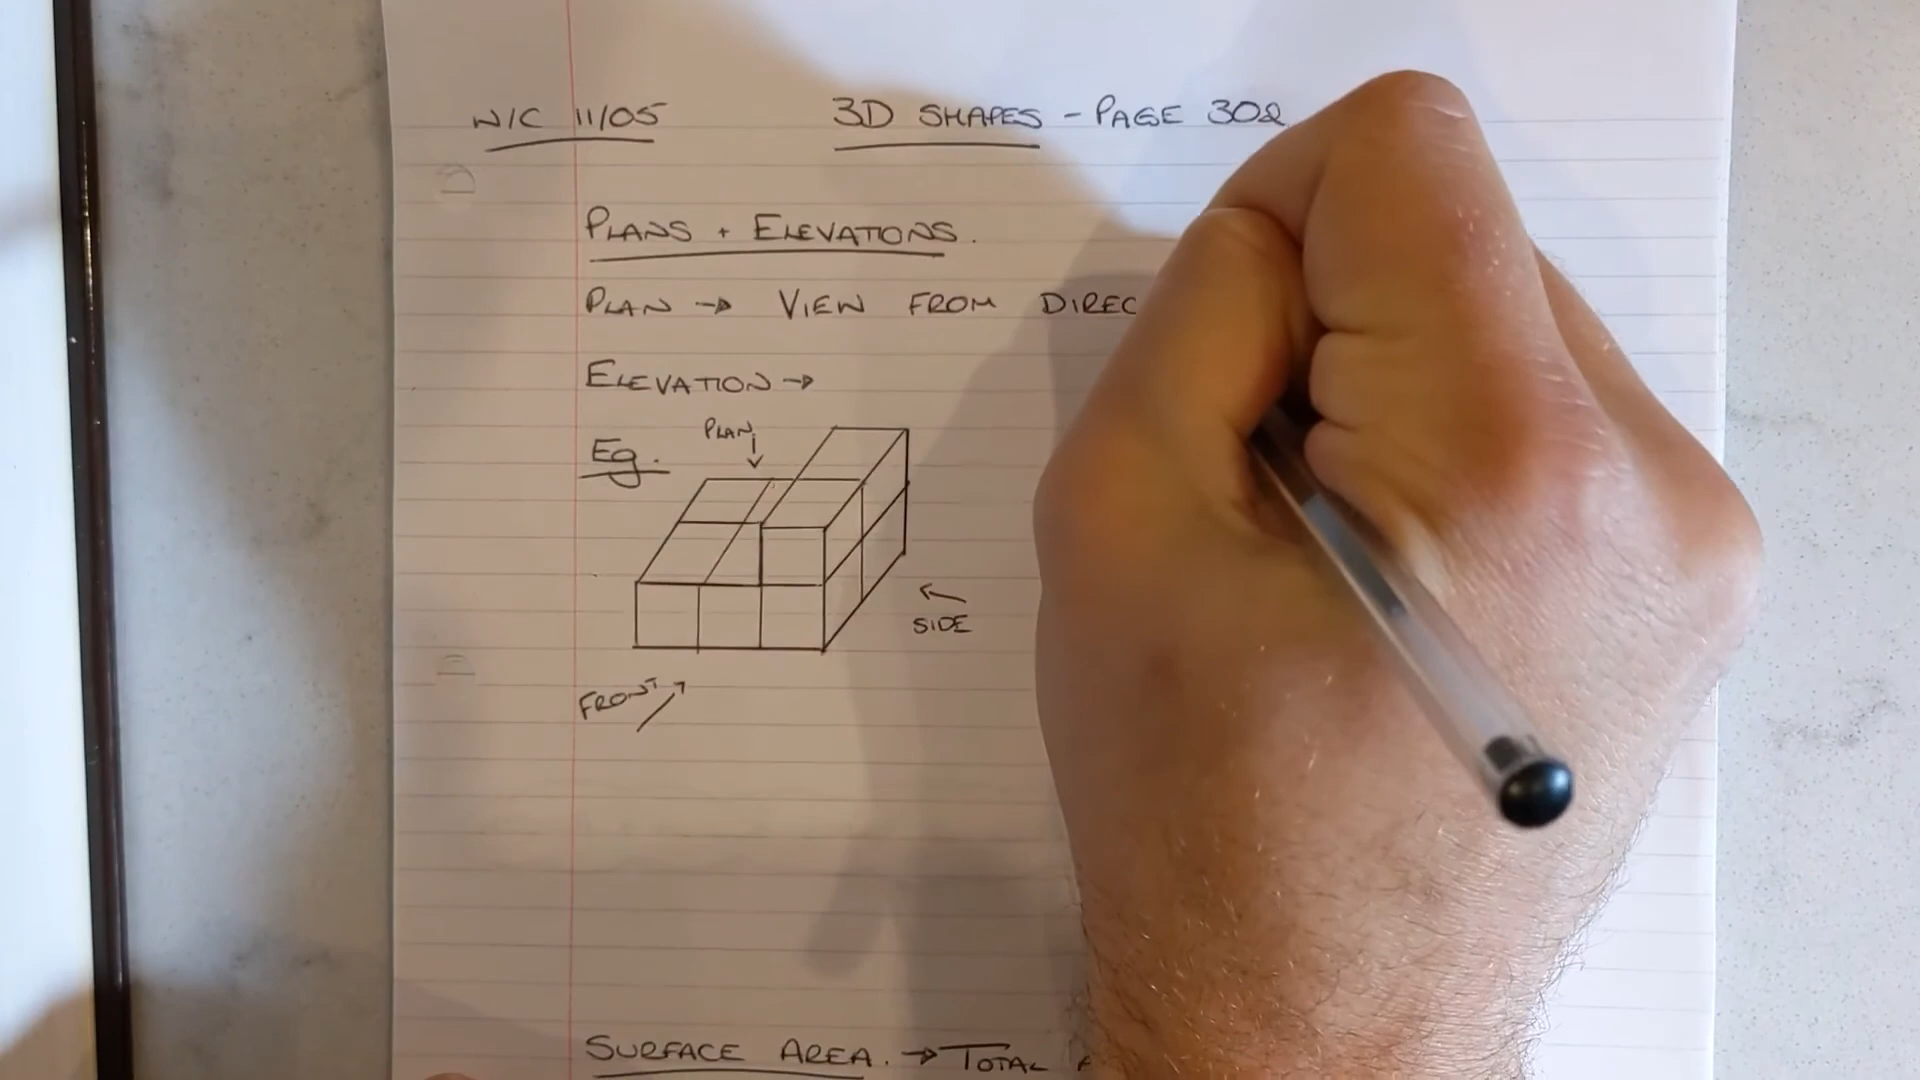 W/C 11/05 3D SHAPES - PAGE 302
PLANS + ELEVATIONS.
PLAN → VIEW FROM DIREC
ELEVATION →
Eg.
PLAN
SIDE
FRONT
SURFACE AREA. → TOTAL